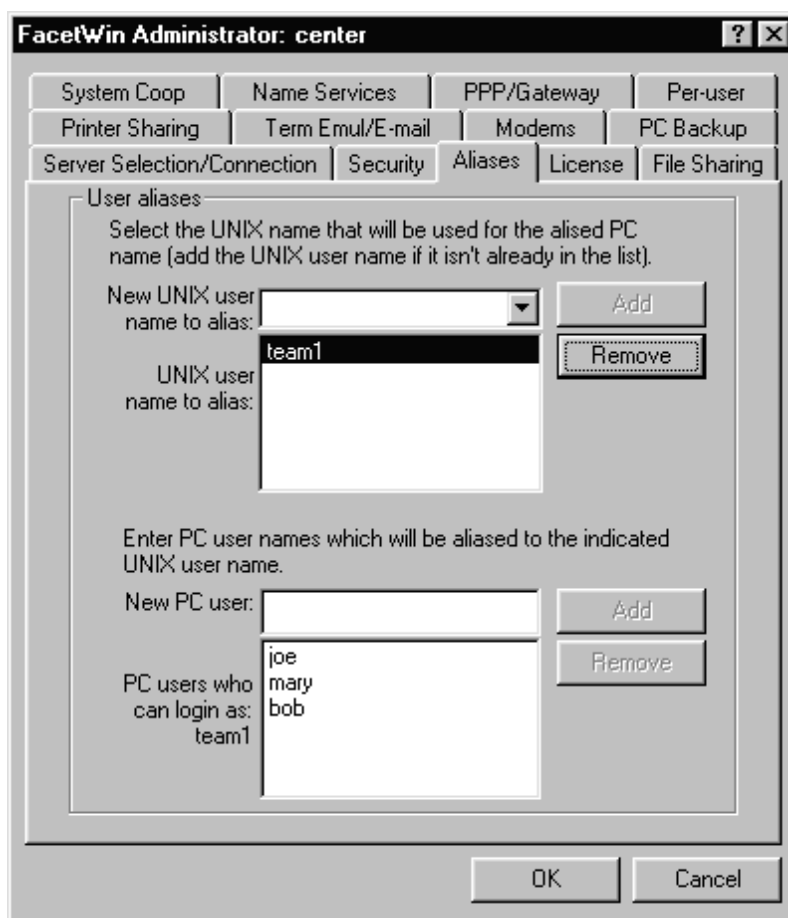 FacetWin Administrator: center
System Coop
Name Services
PPP/Gateway
Per-user
Printer Sharing
Term Emul/E-mail
Modems
PC Backup
Server Selection/Connection
Security
Aliases
License
File Sharing
User aliases
Select the UNIX name that will be used for the alised PC
name (add the UNIX user name if it isn't already in the list).
New UNIX user
name to alias:
Add
team1
Remove
UNIX user
name to alias:
Enter PC user names which will be aliased to the indicated
UNIX user name.
New PC user:
Add
joe
mary
bob
Remove
PC users who
can login as:
team1
OK
Cancel